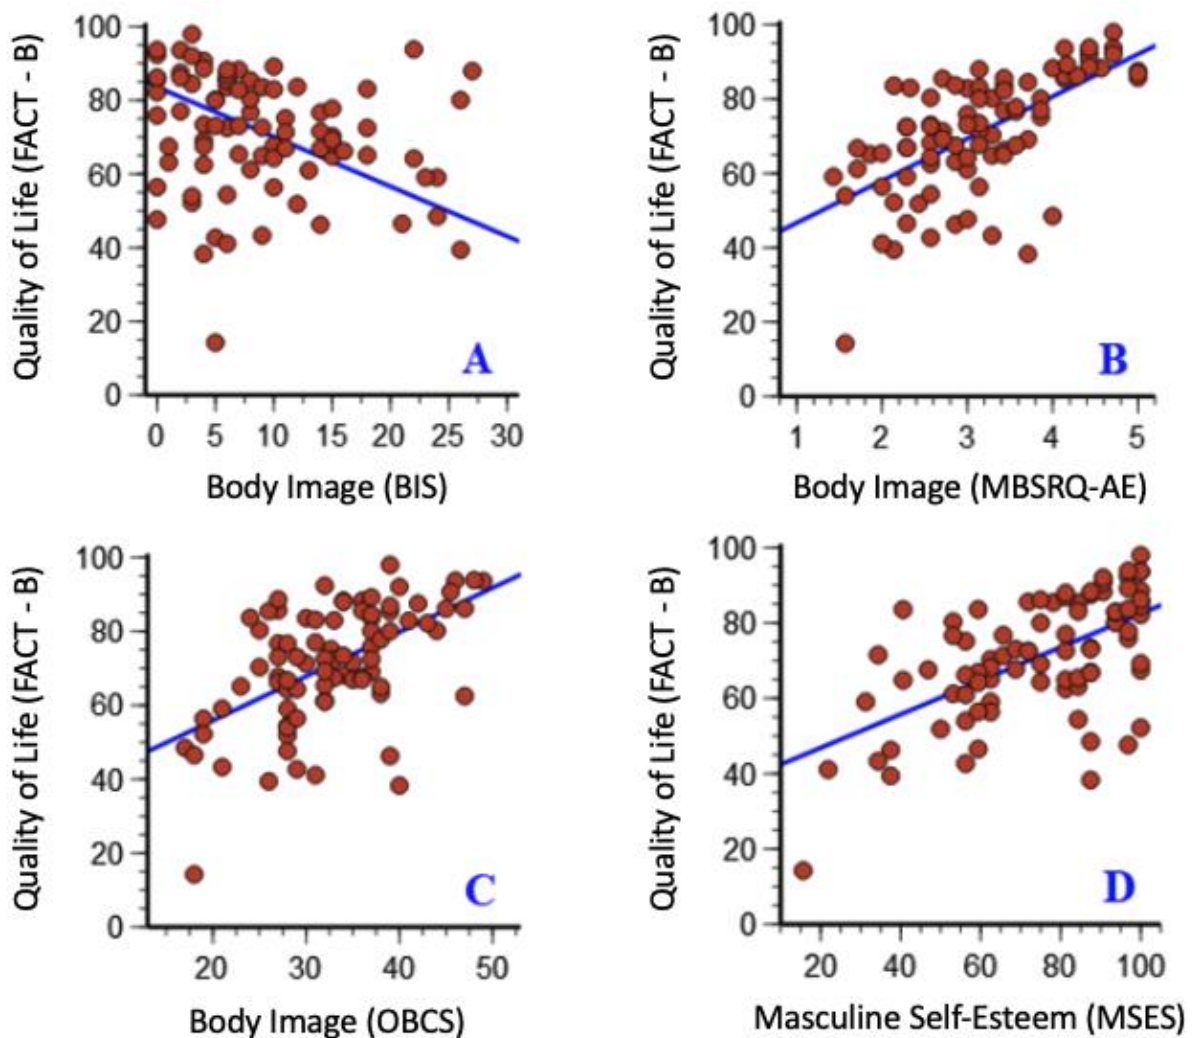 Quality of Life (FACT - B)
100
80
60
40
20
0
A
0 5 10 15 20 25 30
Body Image (BIS)
Quality of Life (FACT - B)
100
80
60
40
20
0
B
1 2 3 4 5
Body Image (MBSRQ-AE)
Quality of Life (FACT - B)
100
80
60
40
20
0
C
20 30 40 50
Body Image (OBCS)
Quality of Life (FACT - B)
100
80
60
40
20
0
D
20 40 60 80 100
Masculine Self-Esteem (MSES)